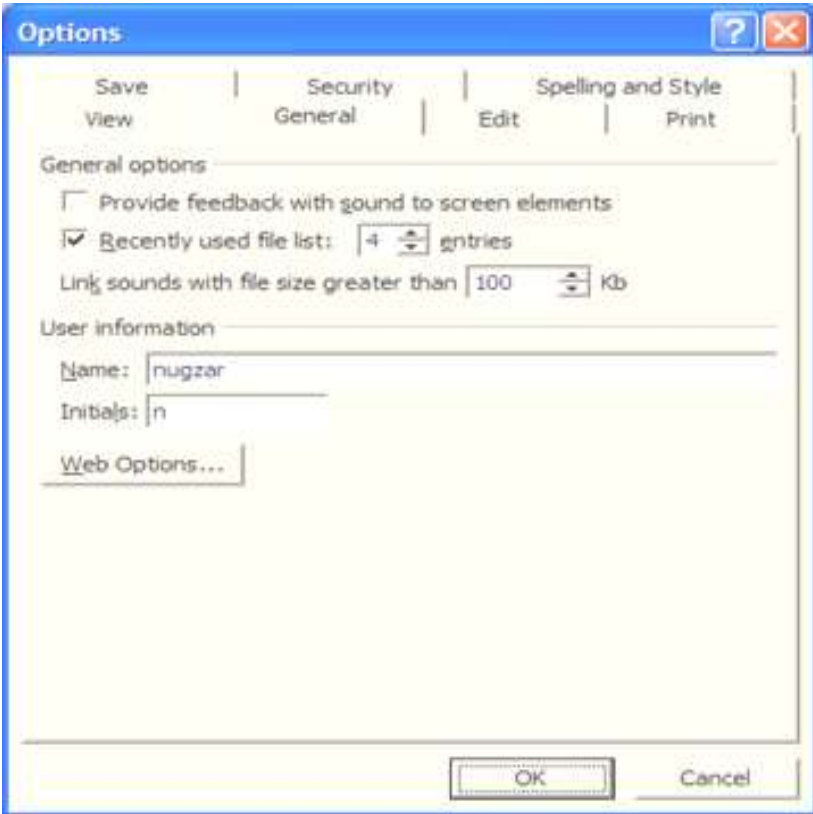 Options
Save Security Spelling and Style
View General Edit Print
General options
Provide feedback with sound to screen elements
Recently used file list: 4 entries
Link sounds with file size greater than 100 Kb
User information
Name: nugzar
Initials: n
Web Options...
OK Cancel